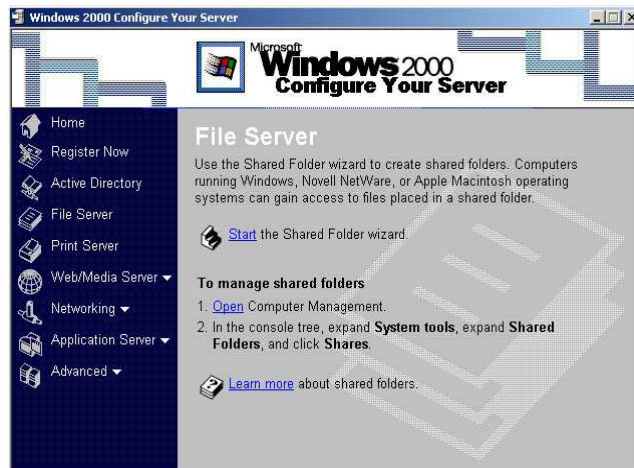 Windows 2000 Configure Your Server
Microsoft
Windows 2000
Configure Your Server
Home
Register Now
Active Directory
File Server
Print Server
Web/Media Server
Networking
Application Server
Advanced
File Server
Use the Shared Folder wizard to create shared folders. Computers
running Windows, Novell NetWare, or Apple Macintosh operating
systems can gain access to files placed in a shared folder.
Start the Shared Folder wizard.
To manage shared folders
1. Open Computer Management.
2. In the console tree, expand System tools, expand Shared
Folders, and click Shares.
Learn more about shared folders.